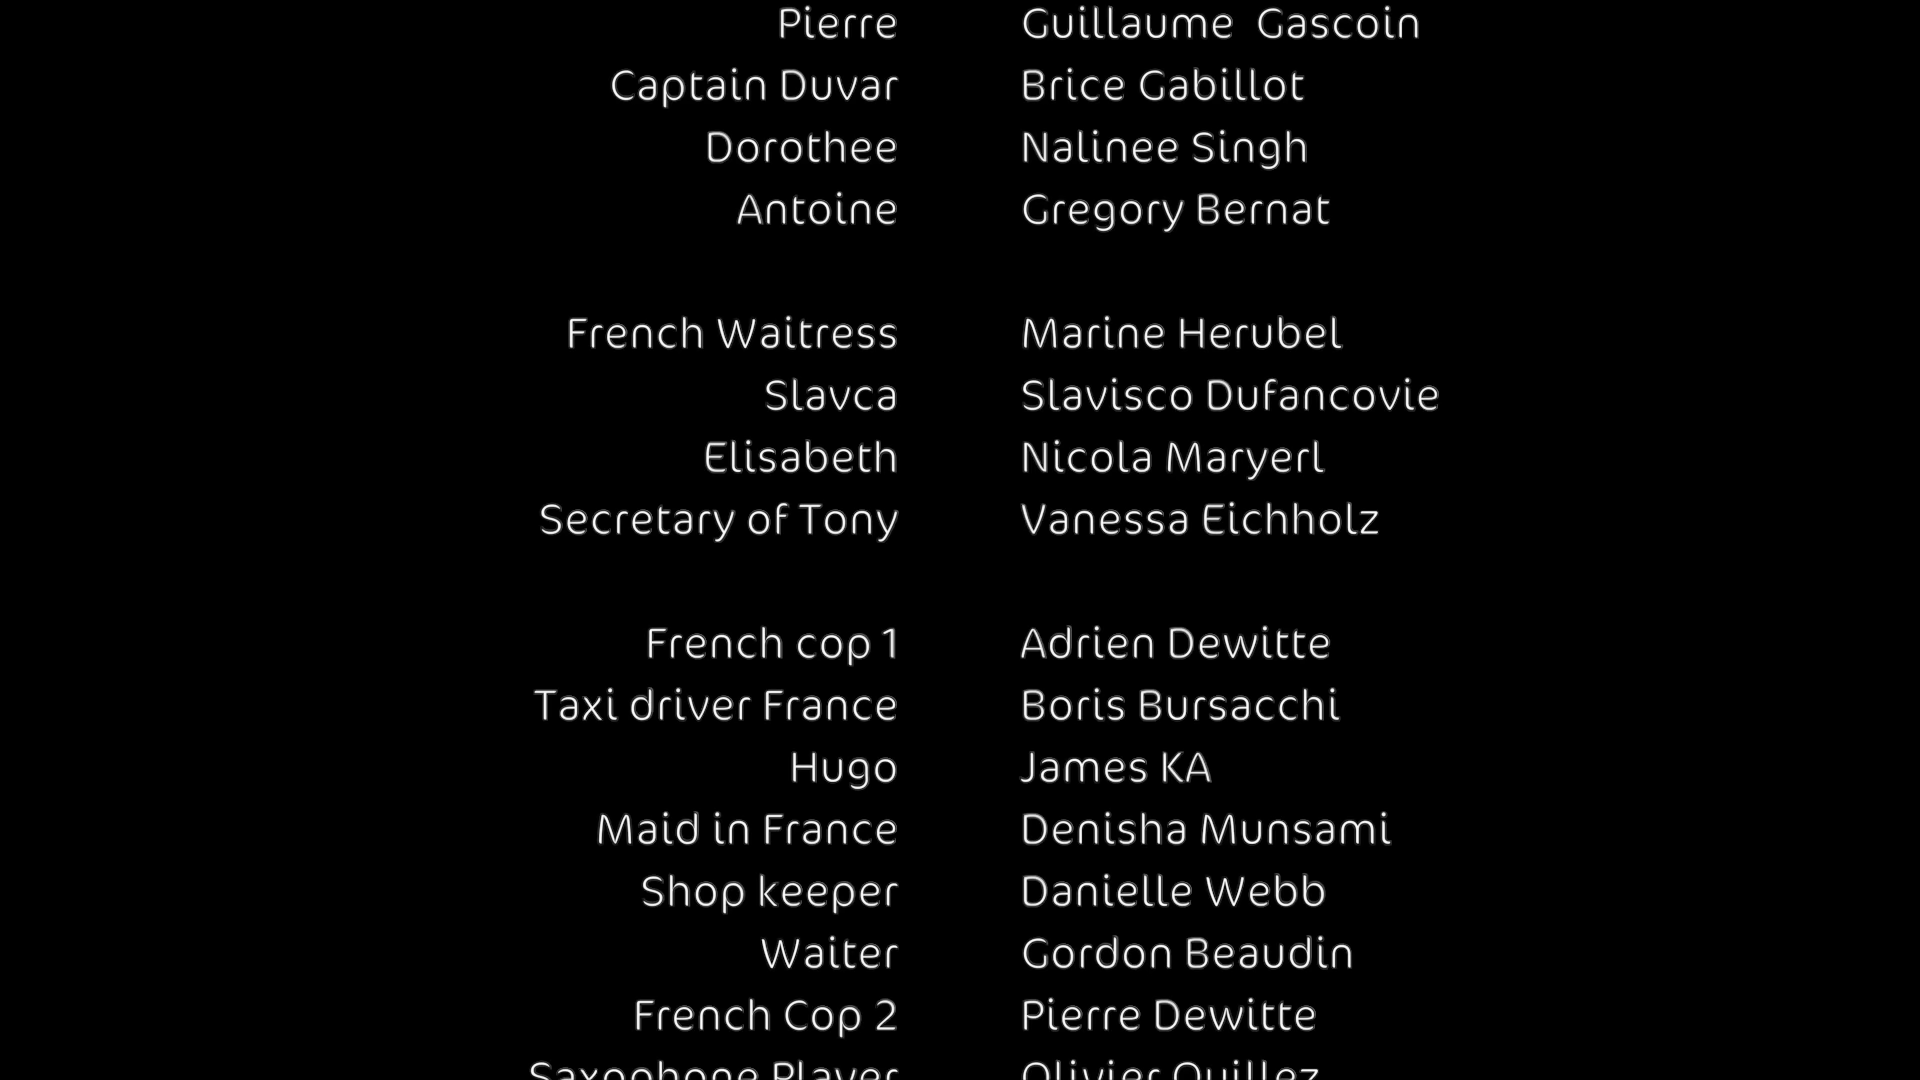 Pierre Guillaume Gascoin
Captain Duvar Brice Gabillot
Dorothee Nalinee Singh
Antoine Gregory Bernat
French Waitress Marine Herubel
Slavca Slavisco Dufancovie
Elisabeth Nicola Maryerl
Secretary of Tony Vanessa Eichholz
French cop 1 Adrien Dewitte
Taxi driver France Boris Bursacchi
Hugo James KA
Maid in France Denisha Munsami
Shop keeper Danielle Webb
Waiter Gordon Beaudin
French Cop 2 Pierre Dewitte
Saxophone Player Olivier